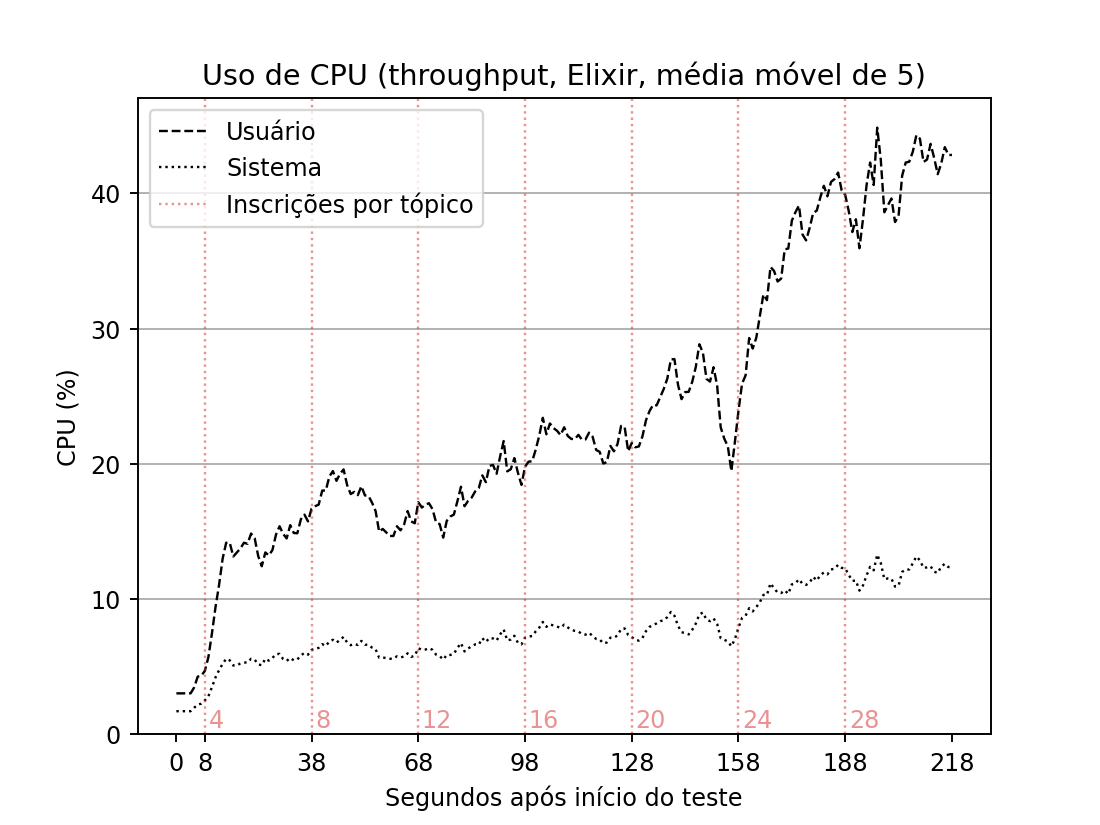 Uso de CPU (throughput, Elixir, média móvel de 5)
Usuário
Sistema
Inscrições por tópico
CPU (%)
40
30
20
10
0
4 8 12 16 20 24 28
0 8 38 68 98 128 158 188 218
Segundos após início do teste